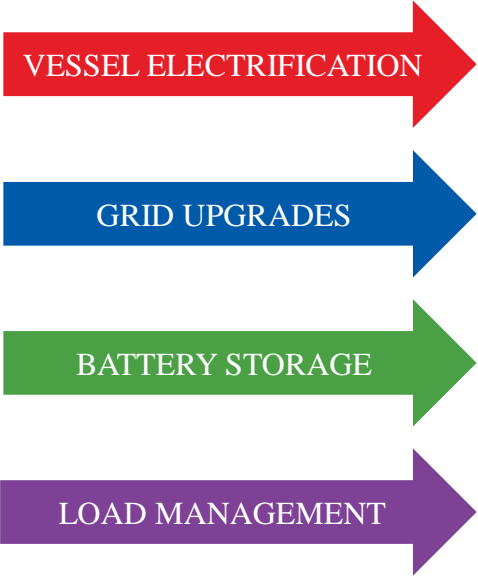 VESSEL ELECTRIFICATION
GRID UPGRADES
BATTERY STORAGE
LOAD MANAGEMENT